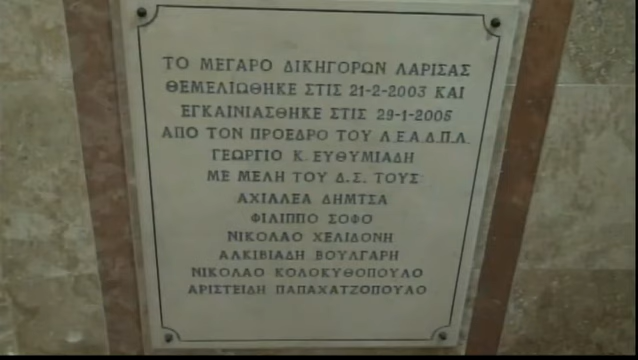 ΤΟ ΜΕΓΑΡΟ ΔΙΚΗΓΟΡΩΝ ΛΑΡΙΣΑΣ
ΘΕΜΕΛΙΩΘΗΚΕ ΣΤΙΣ 21-2-2003 ΚΑΙ
ΕΓΚΑΙΝΙΑΣΘΗΚΕ ΣΤΙΣ 29-1-2005
ΑΠΟ ΤΟΝ ΠΡΟΕΔΡΟ ΤΟΥ Λ.Ε.Α.Δ.Π.Λ.
ΓΕΩΡΓΙΟ Κ. ΕΥΘΥΜΙΑΔΗ
ΜΕ ΜΕΛΗ ΤΟΥ Δ.Σ. ΤΟΥΣ
ΑΧΙΛΛΕΑ ΔΗΜΤΣΑ
ΦΙΛΙΠΠΟ ΣΟΦΟ
ΝΙΚΟΛΑΟ ΧΕΛΙΔΟΝΗ
ΑΛΚΙΒΙΑΔΗ ΒΟΥΛΓΑΡΗ
ΝΙΚΟΛΑΟ ΚΟΛΟΚΥΘΟΠΟΥΛΟ
ΑΡΙΣΤΕΙΔΗ ΠΑΠΑΧΑΤΖΟΠΟΥΛΟ